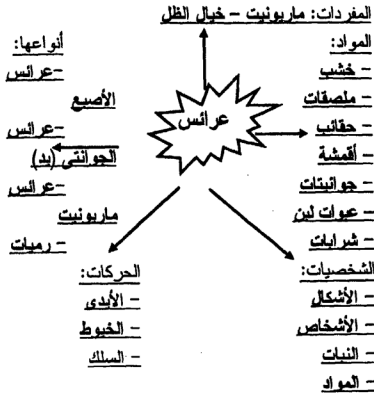 المفردات: ماريونيت – خيال الظل
المواد:
– خشب
– ملصقات
– حقائب
– أقمشة
– جوانتيات
– عبوات لبن
– شرابات
أنواعها:
–عرائس
الأصبع
–عرائس
الجوانتى (يد)
–عرائس
ماريونيت
– رميات
عرائس
الحركات:
– الأيدى
– الخيوط
– السلك
الشخصيات:
– الأشكال
– الأشخاص
– النبات
– المواد